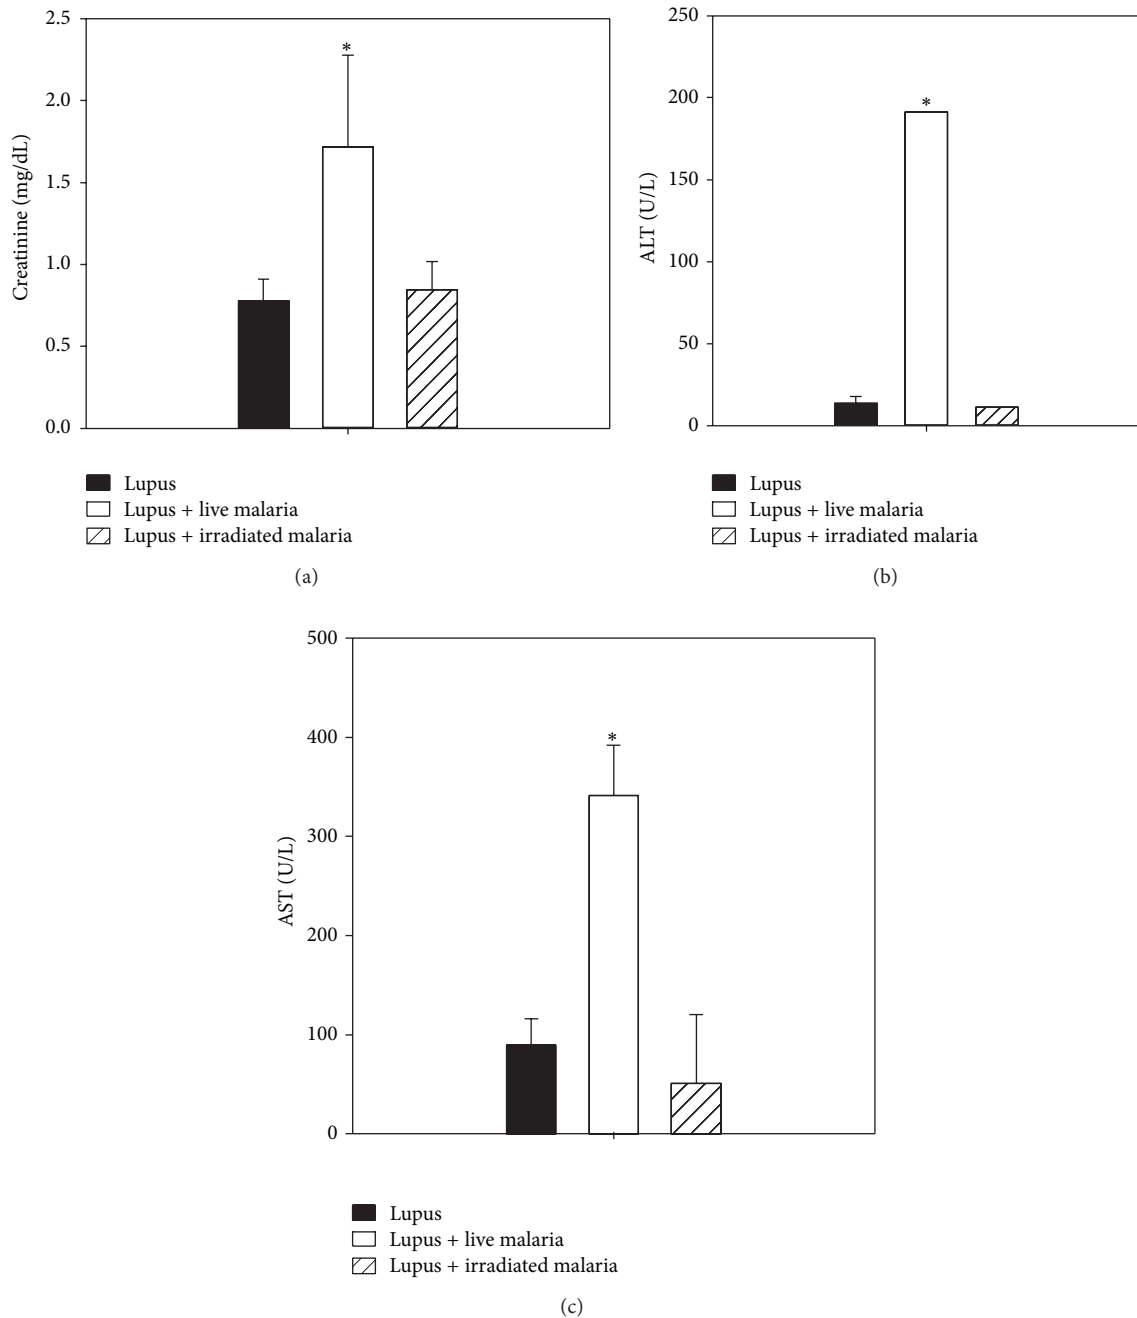 2.5
*
2.0
1.5
1.0
0.5
0.0
Creatinine (mg/dL)
Lupus
Lupus + live malaria
Lupus + irradiated malaria
(a)
250
*
200
150
100
50
0
ALT (U/L)
Lupus
Lupus + live malaria
Lupus + irradiated malaria
(b)
500
*
400
300
200
100
0
AST (U/L)
Lupus
Lupus + live malaria
Lupus + irradiated malaria
(c)